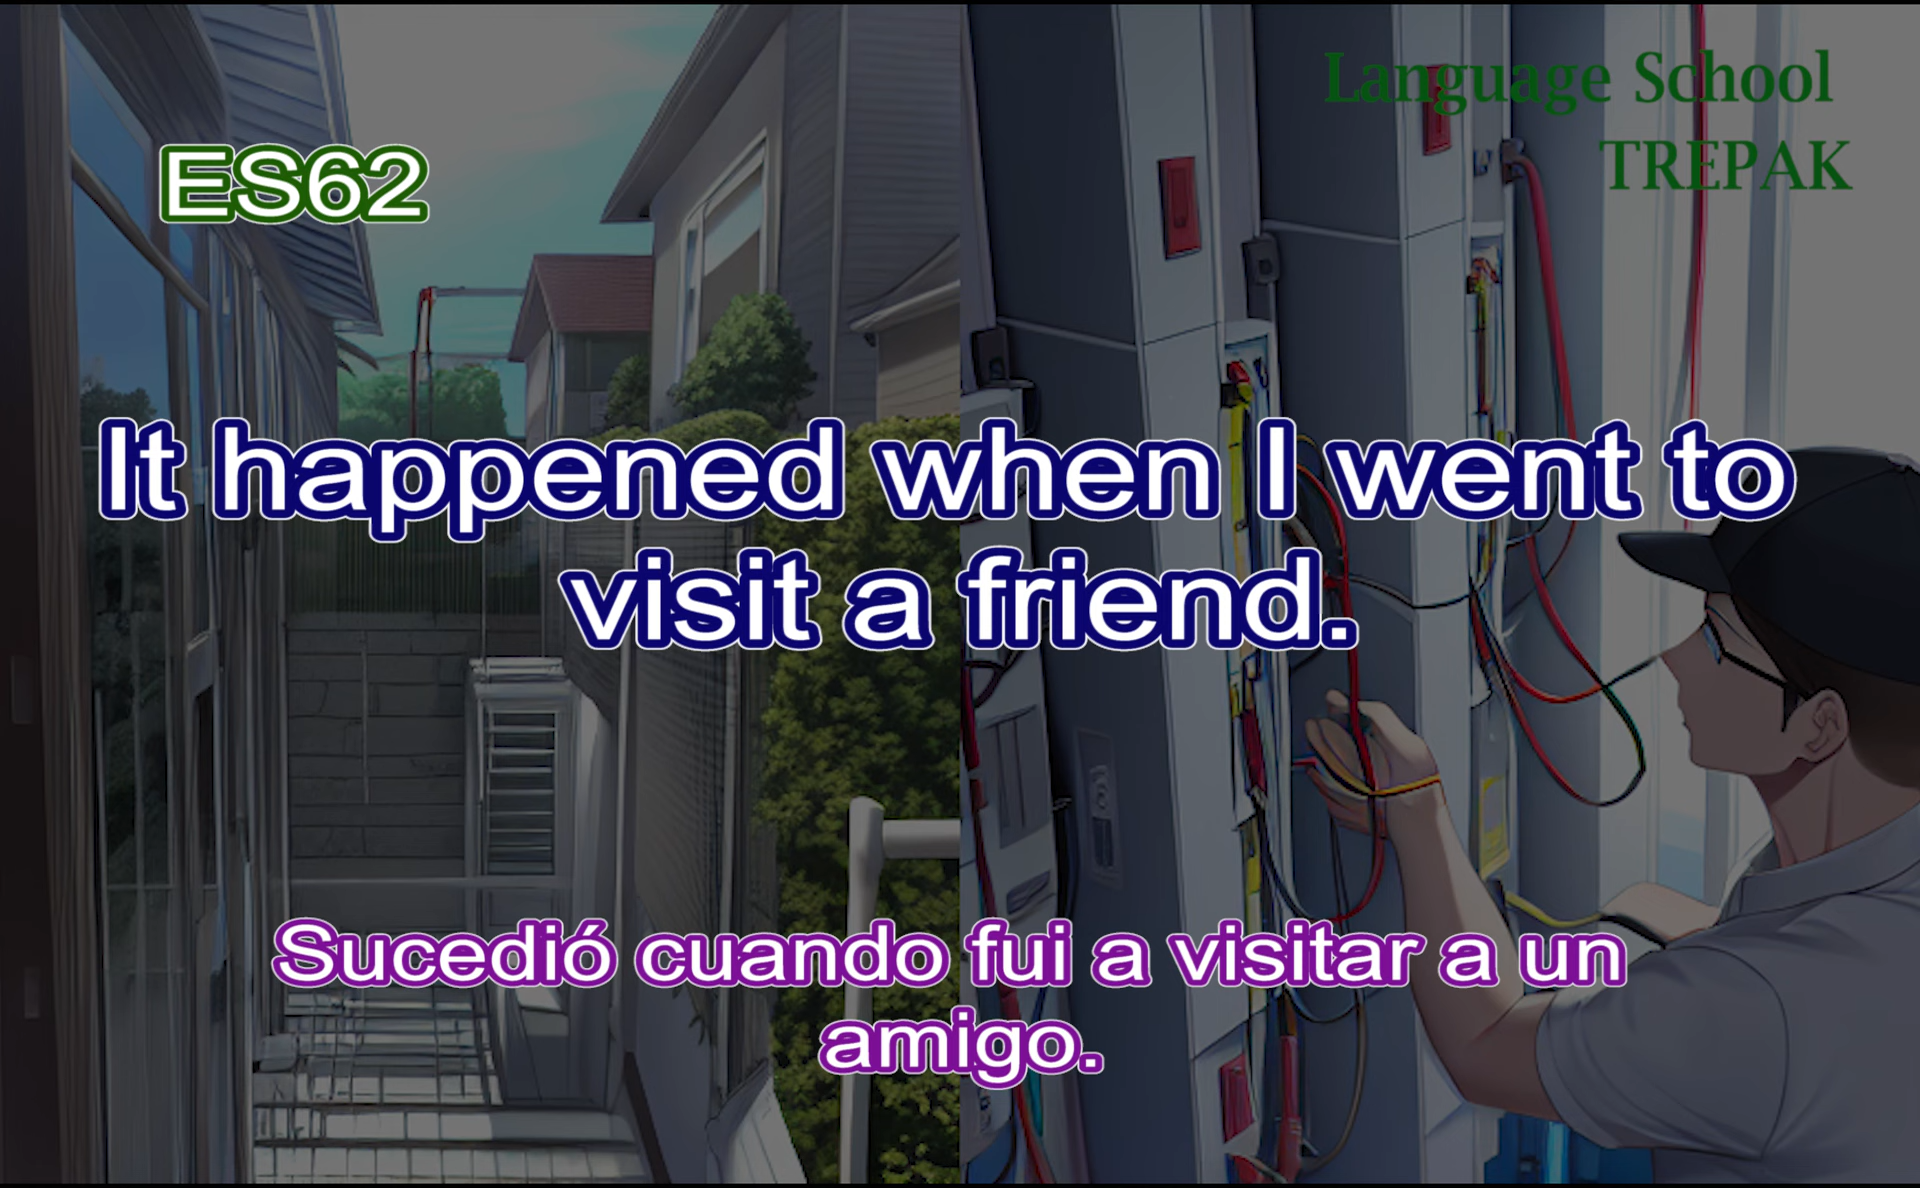 Language School
TREPAK
ES62
It happened when I went to
visit a friend.
Sucedió cuando fui a visitar a un
amigo.